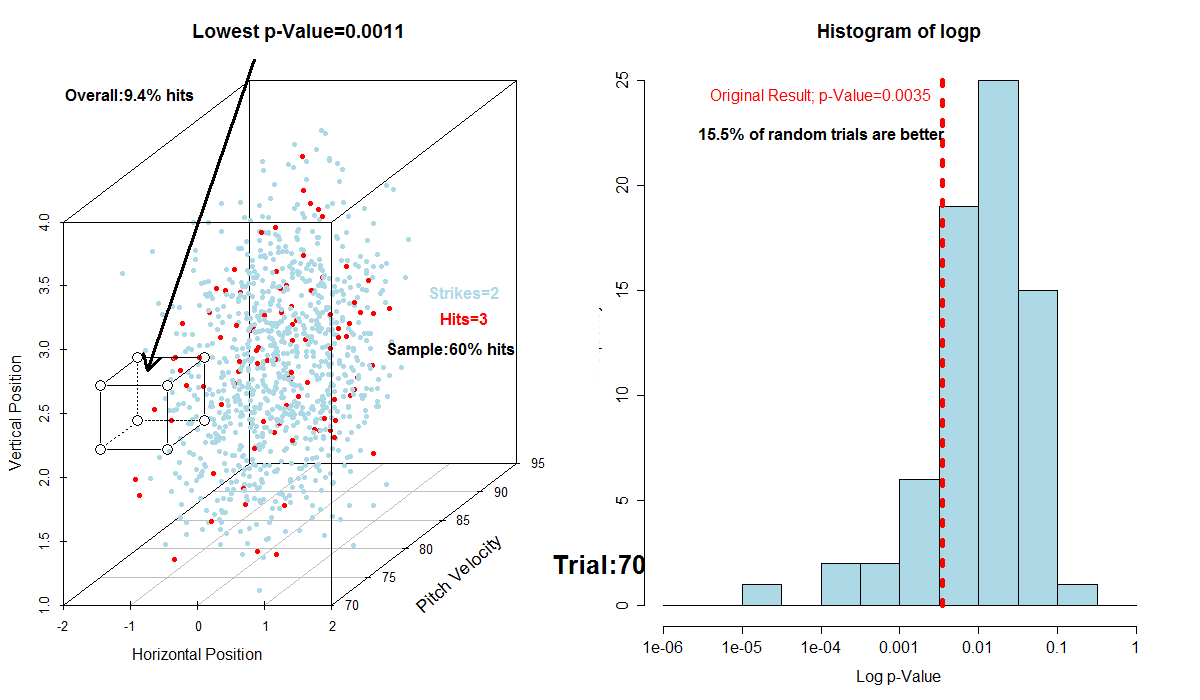 Lowest p-Value=0.0011
Overall:9.4% hits
Strikes=2
Hits=3
Sample:60% hits
Vertical Position
4.0
3.5
3.0
2.5
2.0
1.5
1.0
-2
-1
0
1
2
Horizontal Position
70
75
80
85
90
95
Pitch Velocity
Trial:70
Histogram of logp
Original Result; p-Value=0.0035
15.5% of random trials are better
25
20
15
10
5
0
1e-06
1e-05
1e-04
0.001
0.01
0.1
1
Log p-Value